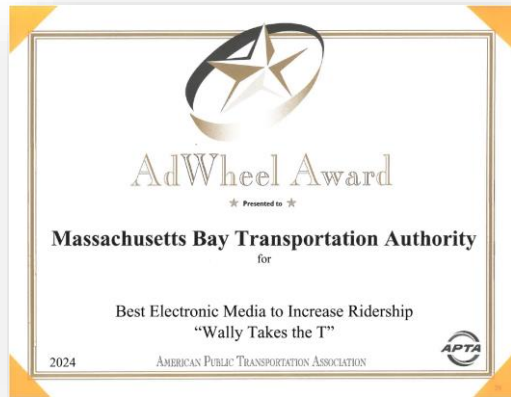 AdWheel Award
Presented to
Massachusetts Bay Transportation Authority
for
Best Electronic Media to Increase Ridership
“Wally Takes the T”
2024
AMERICAN PUBLIC TRANSPORTATION ASSOCIATION
APTA